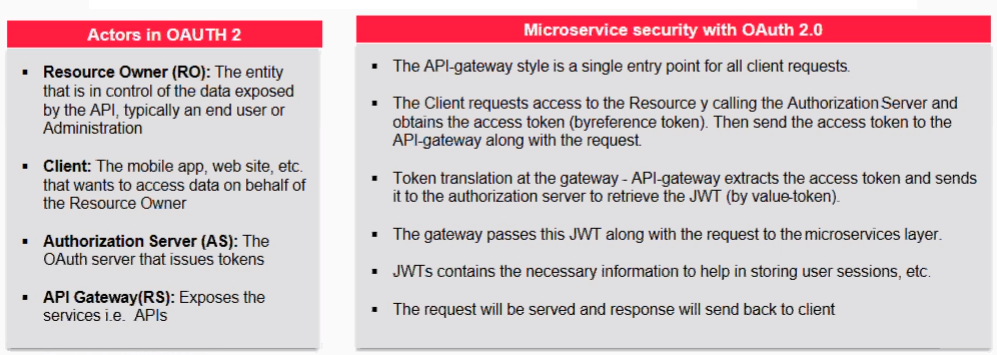 Actors in OAUTH 2
▪ Resource Owner (RO): The entity
that is in control of the data exposed
by the API, typically an end user or
Administration
▪ Client: The mobile app, web site, etc.
that wants to access data on behalf of
the Resource Owner
▪ Authorization Server (AS): The
OAuth server that issues tokens
▪ API Gateway(RS): Exposes the
services i.e. APIs
Microservice security with OAuth 2.0
▪ The API-gateway style is a single entry point for all client requests.
▪ The Client requests access to the Resource y calling the Authorization Server and
obtains the access token (byreference token). Then send the access token to the
API-gateway along with the request.
▪ Token translation at the gateway - API-gateway extracts the access token and sends
it to the authorization server to retrieve the JWT (by value-token).
▪ The gateway passes this JWT along with the request to the microservices layer.
▪ JWTs contains the necessary information to help in storing user sessions, etc.
▪ The request will be served and response will send back to client